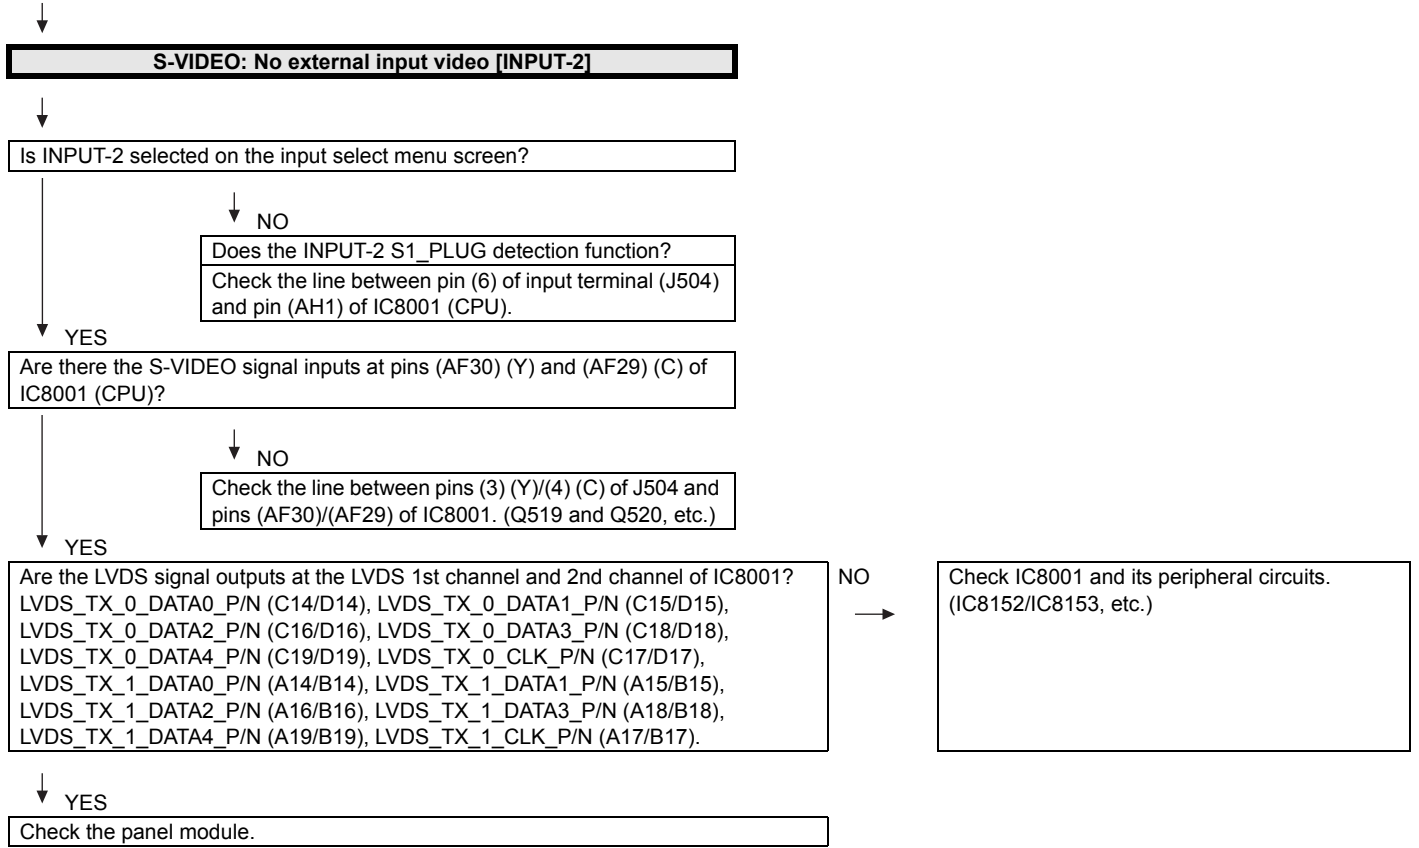 S-VIDEO: No external input video [INPUT-2]
Is INPUT-2 selected on the input select menu screen?
NO
Does the INPUT-2 S1_PLUG detection function?
Check the line between pin (6) of input terminal (J504)
and pin (AH1) of IC8001 (CPU).
YES
Are there the S-VIDEO signal inputs at pins (AF30) (Y) and (AF29) (C) of
IC8001 (CPU)?
NO
Check the line between pins (3) (Y)/(4) (C) of J504 and
pins (AF30)/(AF29) of IC8001. (Q519 and Q520, etc.)
YES
Are the LVDS signal outputs at the LVDS 1st channel and 2nd channel of IC8001?
LVDS_TX_0_DATA0_P/N (C14/D14), LVDS_TX_0_DATA1_P/N (C15/D15),
LVDS_TX_0_DATA2_P/N (C16/D16), LVDS_TX_0_DATA3_P/N (C18/D18),
LVDS_TX_0_DATA4_P/N (C19/D19), LVDS_TX_0_CLK_P/N (C17/D17),
LVDS_TX_1_DATA0_P/N (A14/B14), LVDS_TX_1_DATA1_P/N (A15/B15),
LVDS_TX_1_DATA2_P/N (A16/B16), LVDS_TX_1_DATA3_P/N (A18/B18),
LVDS_TX_1_DATA4_P/N (A19/B19), LVDS_TX_1_CLK_P/N (A17/B17).
NO
Check IC8001 and its peripheral circuits.
(IC8152/IC8153, etc.)
YES
Check the panel module.